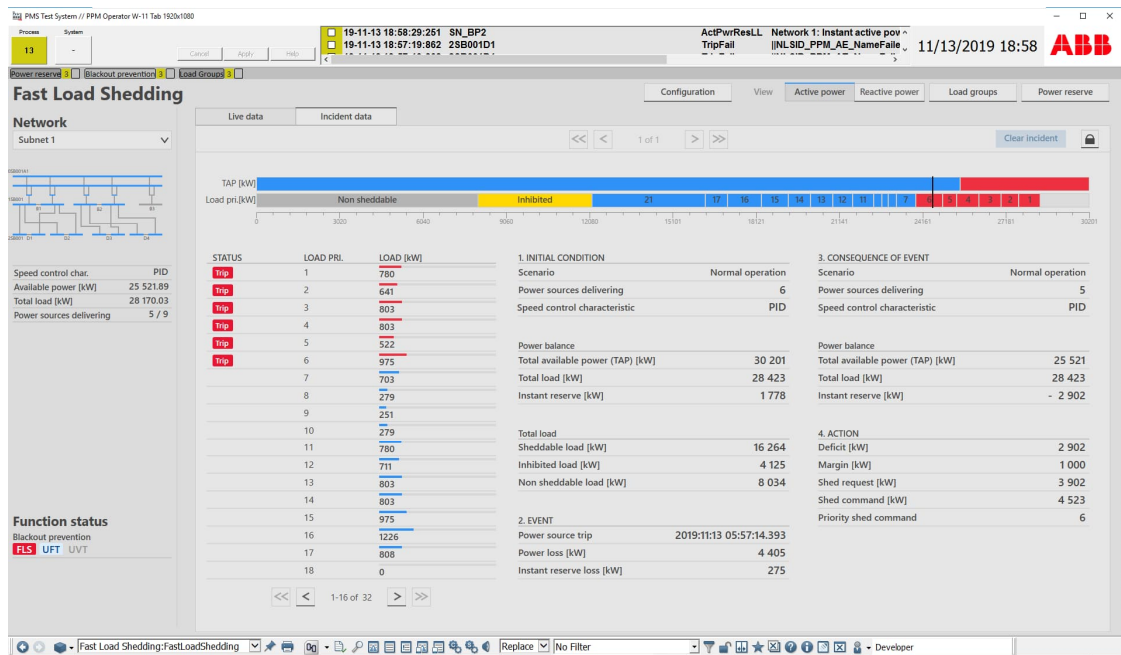 PMS Test System // PPM Operator W-11 Tab 1920x1080
Process System
13 -
Cancel Apply Help
19-11-13 18:58:29:251 SN_BP2 ActPwrResLL Network 1: Instant active pov
19-11-13 18:57:19:862 2SB001D1 TripFail ||NLSID_PPM_AE_NameFaile
11/13/2019 18:58
ABB
Power reserve 3 Blackout prevention 3 Load Groups 3
Fast Load Shedding
Configuration View Active power Reactive power Load groups Power reserve
Network
Subnet 1
Live data Incident data
<< < 1 of 1 > >>
Clear incident
TAP [kW]
Load pri.[kW] Non sheddable Inhibited 21 17 16 15 14 13 12 11 7 6 5 4 3 2 1
0 3020 6040 9060 12080 15101 18121 21141 24161 27181 30201
B1 B2 B3
D1 D2 D3 D4
Speed control char. PID
Available power [kW] 25 521.89
Total load [kW] 28 170.03
Power sources delivering 5 / 9
STATUS LOAD PRI. LOAD [kW]
Trip 1 780
Trip 2 641
Trip 3 803
Trip 4 803
Trip 5 522
Trip 6 975
7 703
8 279
9 251
10 279
11 780
12 711
13 803
14 803
15 975
16 1226
17 808
18 0
<< < 1-16 of 32 > >>
1. INITIAL CONDITION
Scenario Normal operation
Power sources delivering 6
Speed control characteristic PID
Power balance
Total available power (TAP) [kW] 30 201
Total load [kW] 28 423
Instant reserve [kW] 1 778
Total load
Sheddable load [kW] 16 264
Inhibited load [kW] 4 125
Non sheddable load [kW] 8 034
2. EVENT
Power source trip 2019:11:13 05:57:14.393
Power loss [kW] 4 405
Instant reserve loss [kW] 275
3. CONSEQUENCE OF EVENT
Scenario Normal operation
Power sources delivering 5
Speed control characteristic PID
Power balance
Total available power (TAP) [kW] 25 521
Total load [kW] 28 423
Instant reserve [kW] - 2 902
4. ACTION
Deficit [kW] 2 902
Margin [kW] 1 000
Shed request [kW] 3 902
Shed command [kW] 4 523
Priority shed command 6
Function status
Blackout prevention
FLS UFT UVT
Fast Load Shedding:FastLoadShedding Replace No Filter Developer